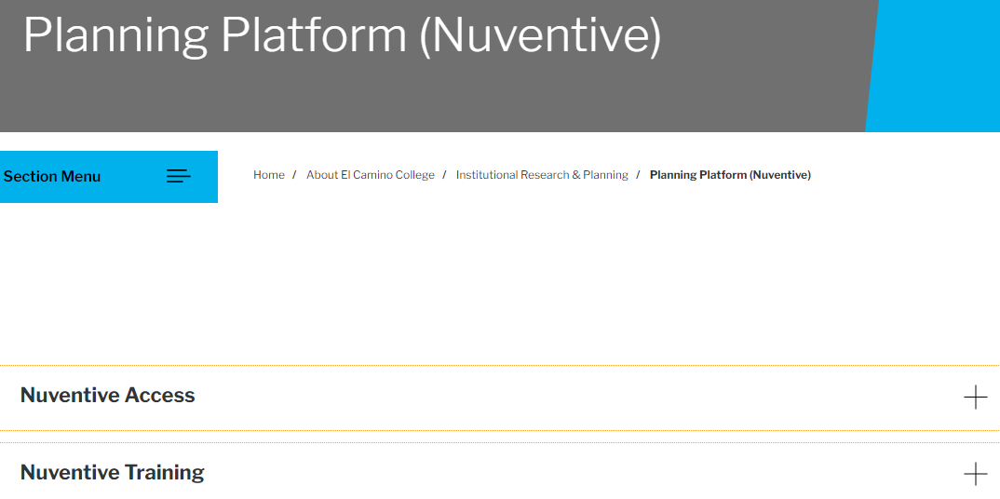 Planning Platform (Nuventive)
Section Menu
Home / About El Camino College / Institutional Research & Planning / Planning Platform (Nuventive)
Nuventive Access
Nuventive Training